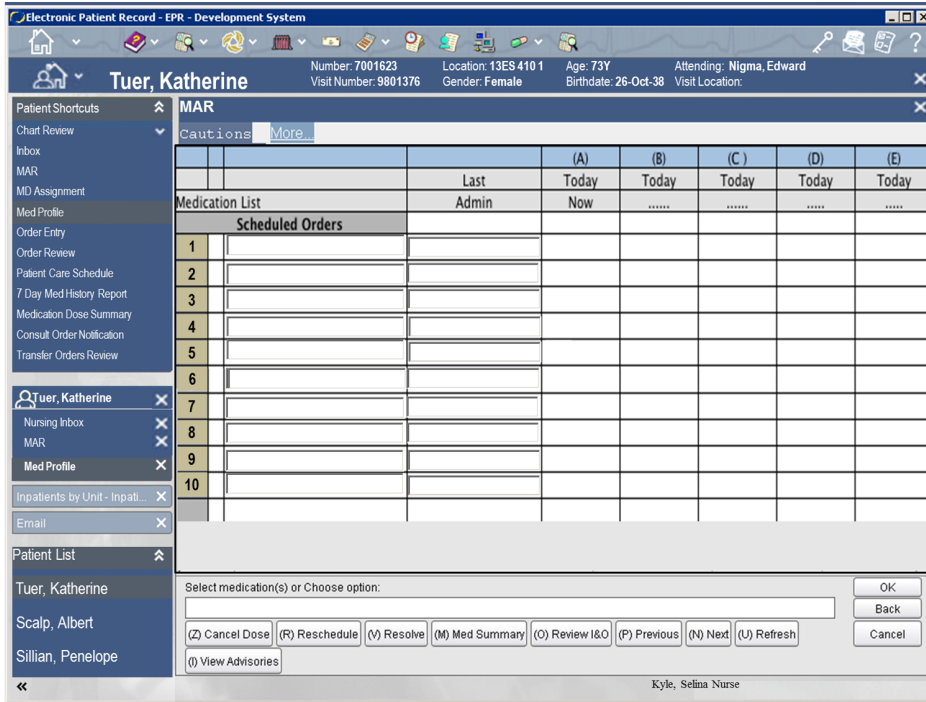 Electronic Patient Record - EPR - Development System
Tuer, Katherine
Number: 7001623
Visit Number: 9801376
Location: 13ES 410 1
Gender: Female
Age: 73Y
Birthdate: 26-Oct-38
Attending: Nigma, Edward
Visit Location:
Patient Shortcuts
Chart Review
Inbox
MAR
MD Assignment
Med Profile
Order Entry
Order Review
Patient Care Schedule
7 Day Med History Report
Medication Dose Summary
Consult Order Notification
Transfer Orders Review
Tuer, Katherine
Nursing Inbox
MAR
Med Profile
Inpatients by Unit - Inpati...
Email
Patient List
Tuer, Katherine
Scalp, Albert
Sillian, Penelope
MAR
Cautions More...
(A) (B) (C ) (D) (E)
Last Today Today Today Today Today
Medication List Admin Now ...... ...... ..... .....
Scheduled Orders
1
2
3
4
5
6
7
8
9
10
Select medication(s) or Choose option:
OK
Back
Cancel
(Z) Cancel Dose (R) Reschedule (V) Resolve (M) Med Summary (O) Review I&O (P) Previous (N) Next (U) Refresh
(I) View Advisories
Kyle, Selina Nurse